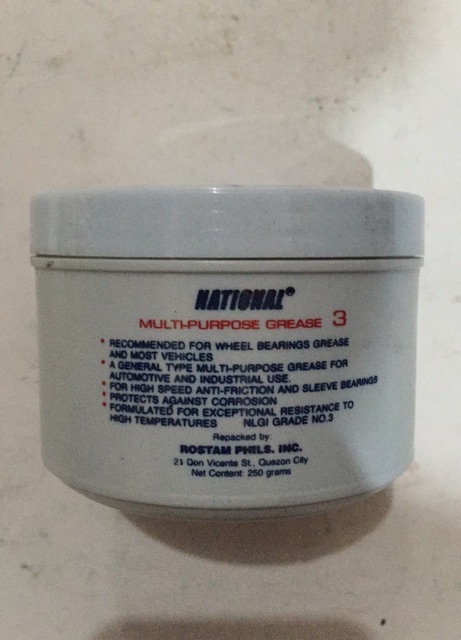 NATIONAL®
MULTI-PURPOSE GREASE 3
• RECOMMENDED FOR WHEEL BEARINGS GREASE
AND MOST VEHICLES
• A GENERAL TYPE MULTI-PURPOSE GREASE FOR
AUTOMOTIVE AND INDUSTRIAL USE.
• FOR HIGH SPEED ANTI-FRICTION AND SLEEVE BEARINGS
• PROTECTS AGAINST CORROSION
• FORMULATED FOR EXCEPTIONAL RESISTANCE TO
HIGH TEMPERATURES NLGI GRADE NO.3
Repacked by:
ROSTAM PHILS. INC.
21 Don Vicente St., Quezon City
Net Content: 250 grams